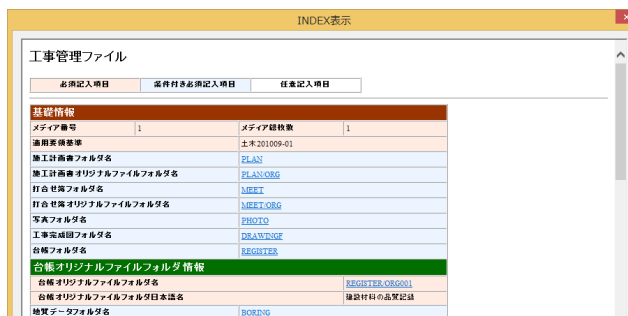 INDEX表示
工事管理ファイル
必須記入項目 条件付き必須記入項目 任意記入項目
基礎情報
メディア番号 1 メディア総枚数 1
適用要領基準 土木201009-01
施工計画書フォルダ名 PLAN
施工計画書オリジナルファイルフォルダ名 PLAN/ORG
打合せ簿フォルダ名 MEET
打合せ簿オリジナルファイルフォルダ名 MEET/ORG
写真フォルダ名 PHOTO
工事完成図フォルダ名 DRAWINGF
台帳フォルダ名 REGISTER
台帳オリジナルファイルフォルダ情報
台帳オリジナルファイルフォルダ名 REGISTER/ORG001
台帳オリジナルファイルフォルダ日本語名 建設材料の品質記録
地質データフォルダ名 BORING